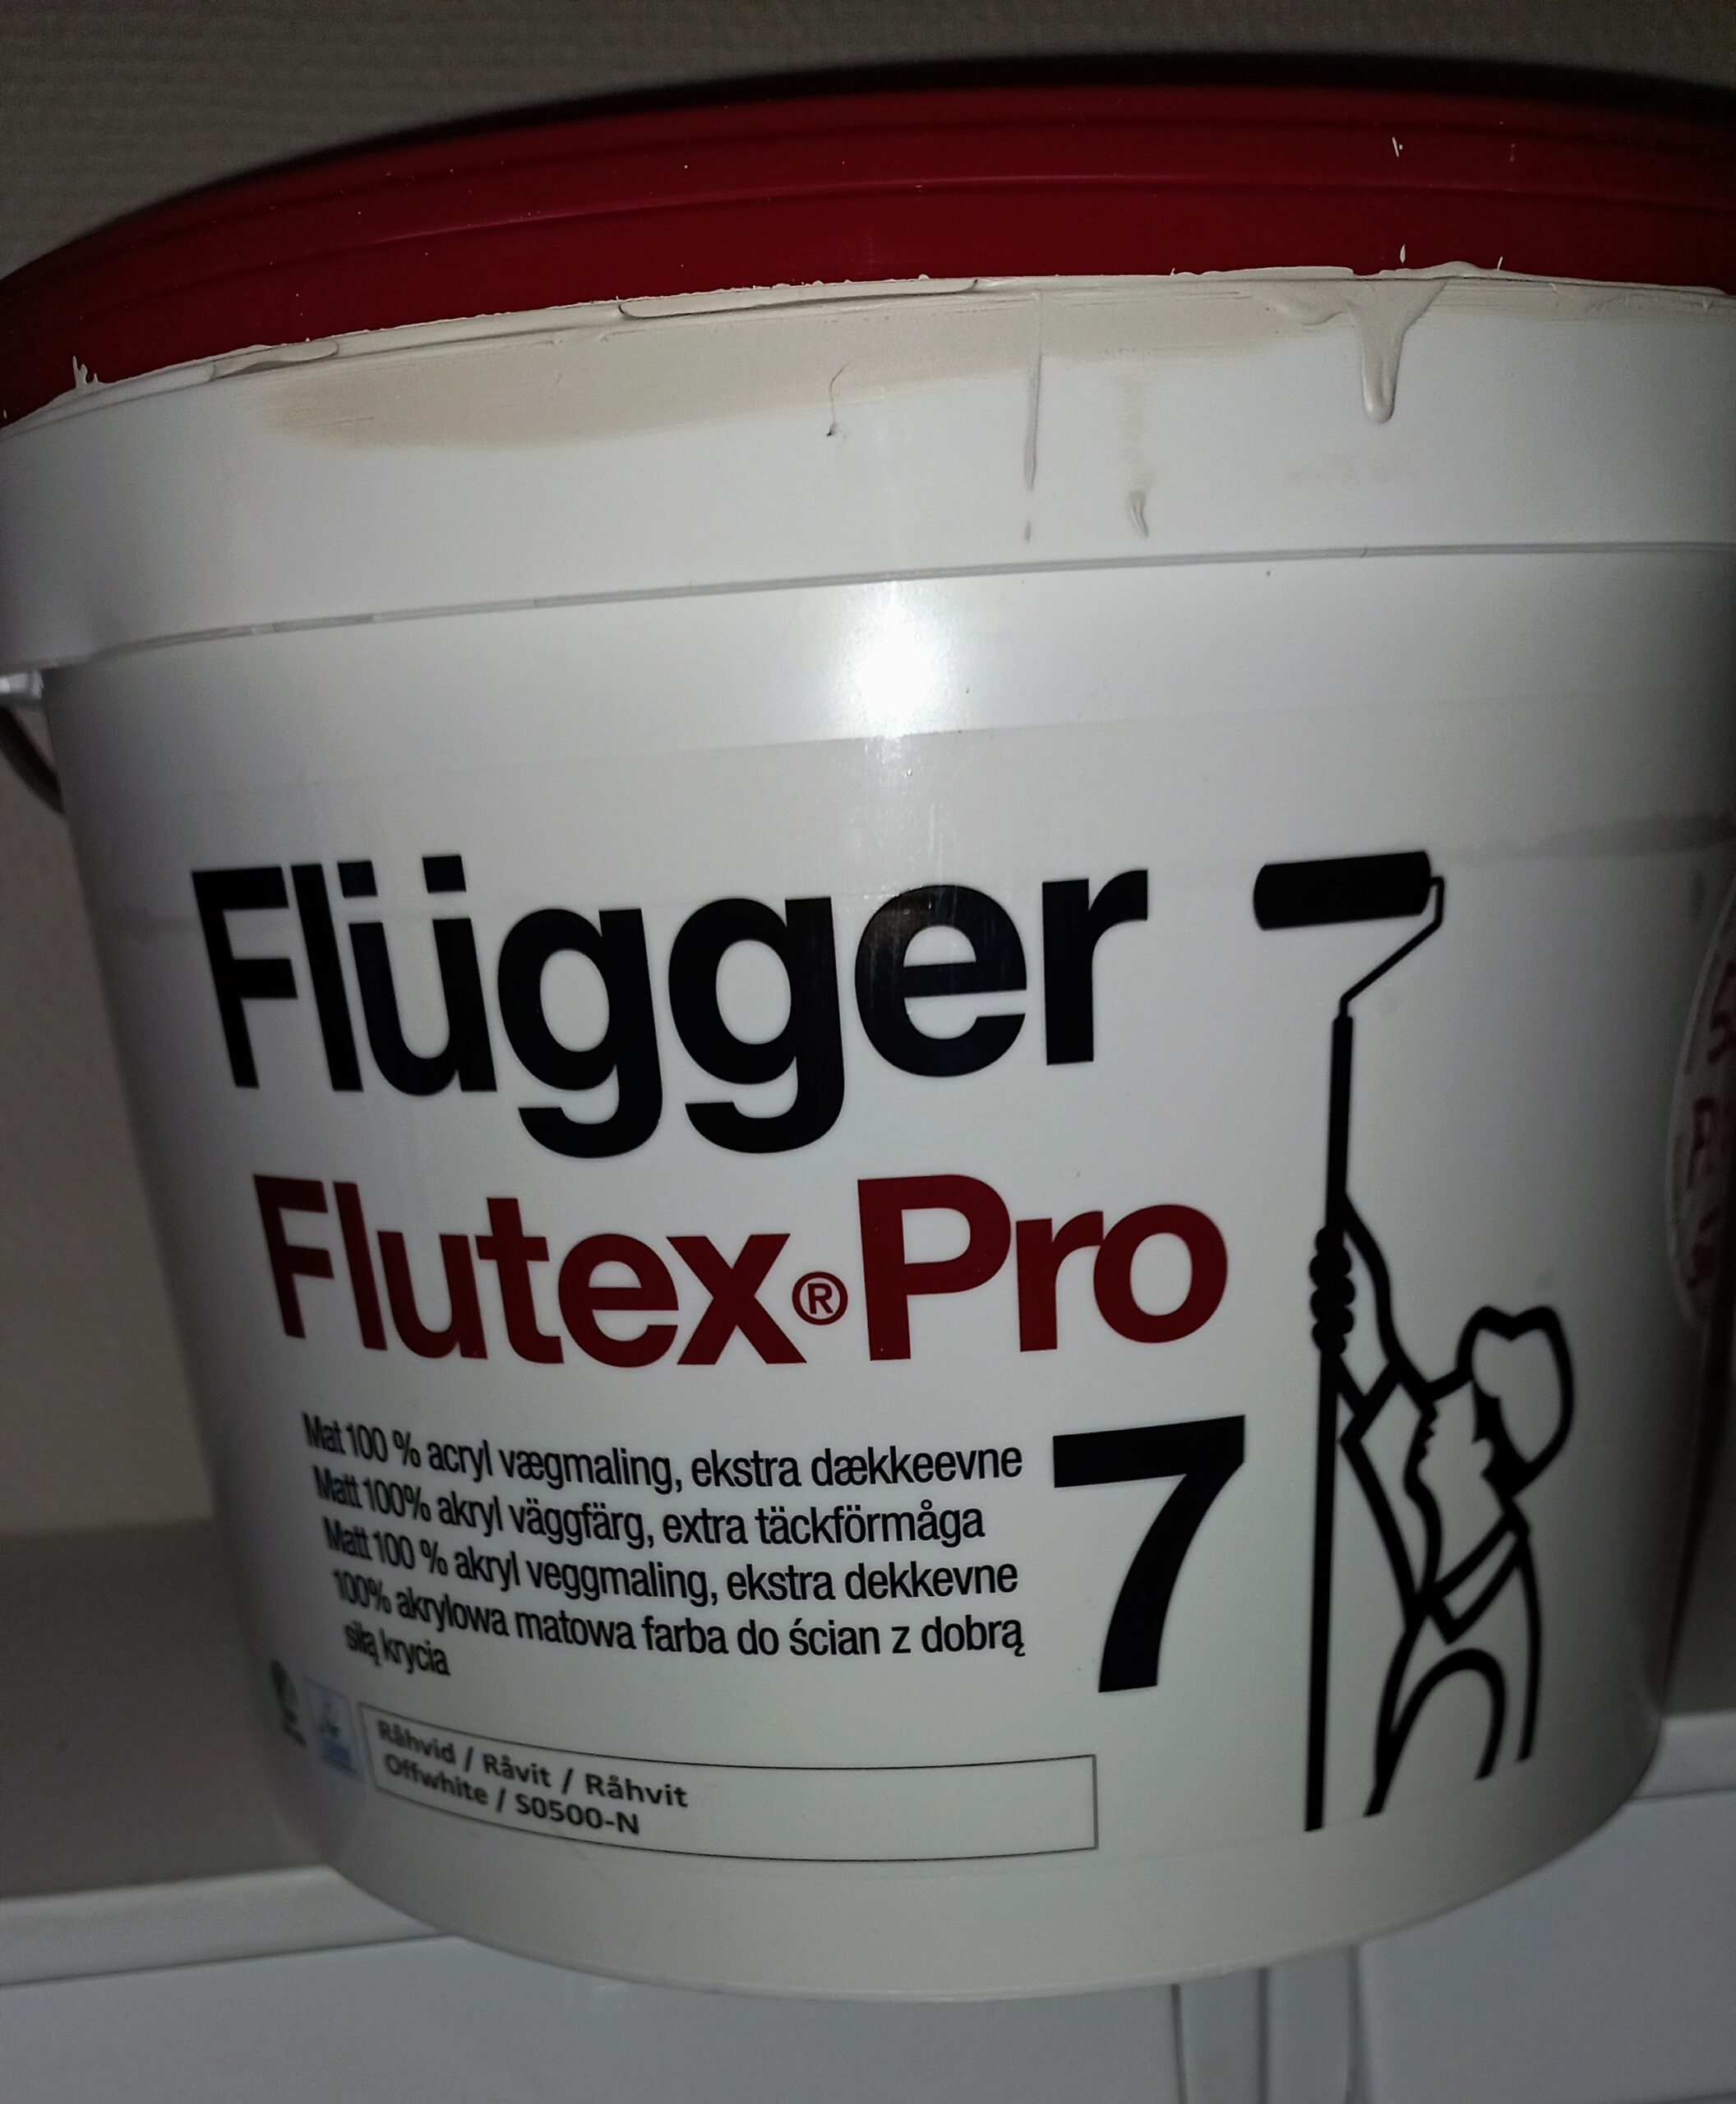 Flügger
Flutex® Pro
7
Mat 100 % acryl vægmaling, ekstra dækkeevne
Matt 100% akryl väggfärg, extra täckförmåga
Matt 100 % akryl veggmaling, ekstra dekkevne
100% akrylowa matowa farba do ścian z dobrą
siłą krycia
Råhvid / Råvit / Råhvit
Offwhite / S0500-N